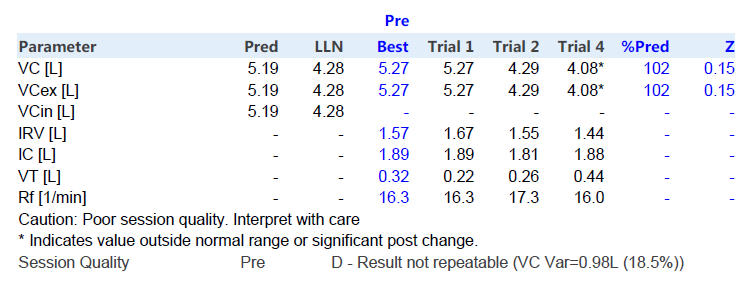 Pre
Parameter Pred LLN Best Trial 1 Trial 2 Trial 4 %Pred Z
VC [L] 5.19 4.28 5.27 5.27 4.29 4.08* 102 0.15
VCex [L] 5.19 4.28 5.27 5.27 4.29 4.08* 102 0.15
VCin [L] 5.19 4.28 - - - - - -
IRV [L] - - 1.57 1.67 1.55 1.44 - -
IC [L] - - 1.89 1.89 1.81 1.88 - -
VT [L] - - 0.32 0.22 0.26 0.44 - -
Rf [1/min] - - 16.3 16.3 17.3 16.0 - -
Caution: Poor session quality. Interpret with care
* Indicates value outside normal range or significant post change.
Session Quality Pre D - Result not repeatable (VC Var=0.98L (18.5%))